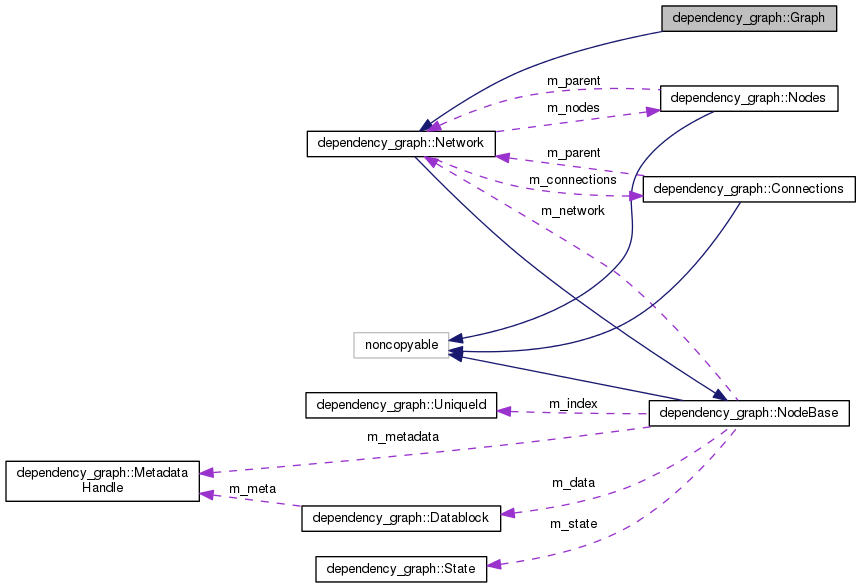 dependency_graph::Graph
m_parent
dependency_graph::Nodes
m_nodes
dependency_graph::Network
m_parent
m_connections
dependency_graph::Connections
m_network
noncopyable
dependency_graph::UniqueId
m_index
dependency_graph::NodeBase
m_metadata
dependency_graph::Metadata
Handle
m_meta
m_data
dependency_graph::Datablock
m_state
dependency_graph::State